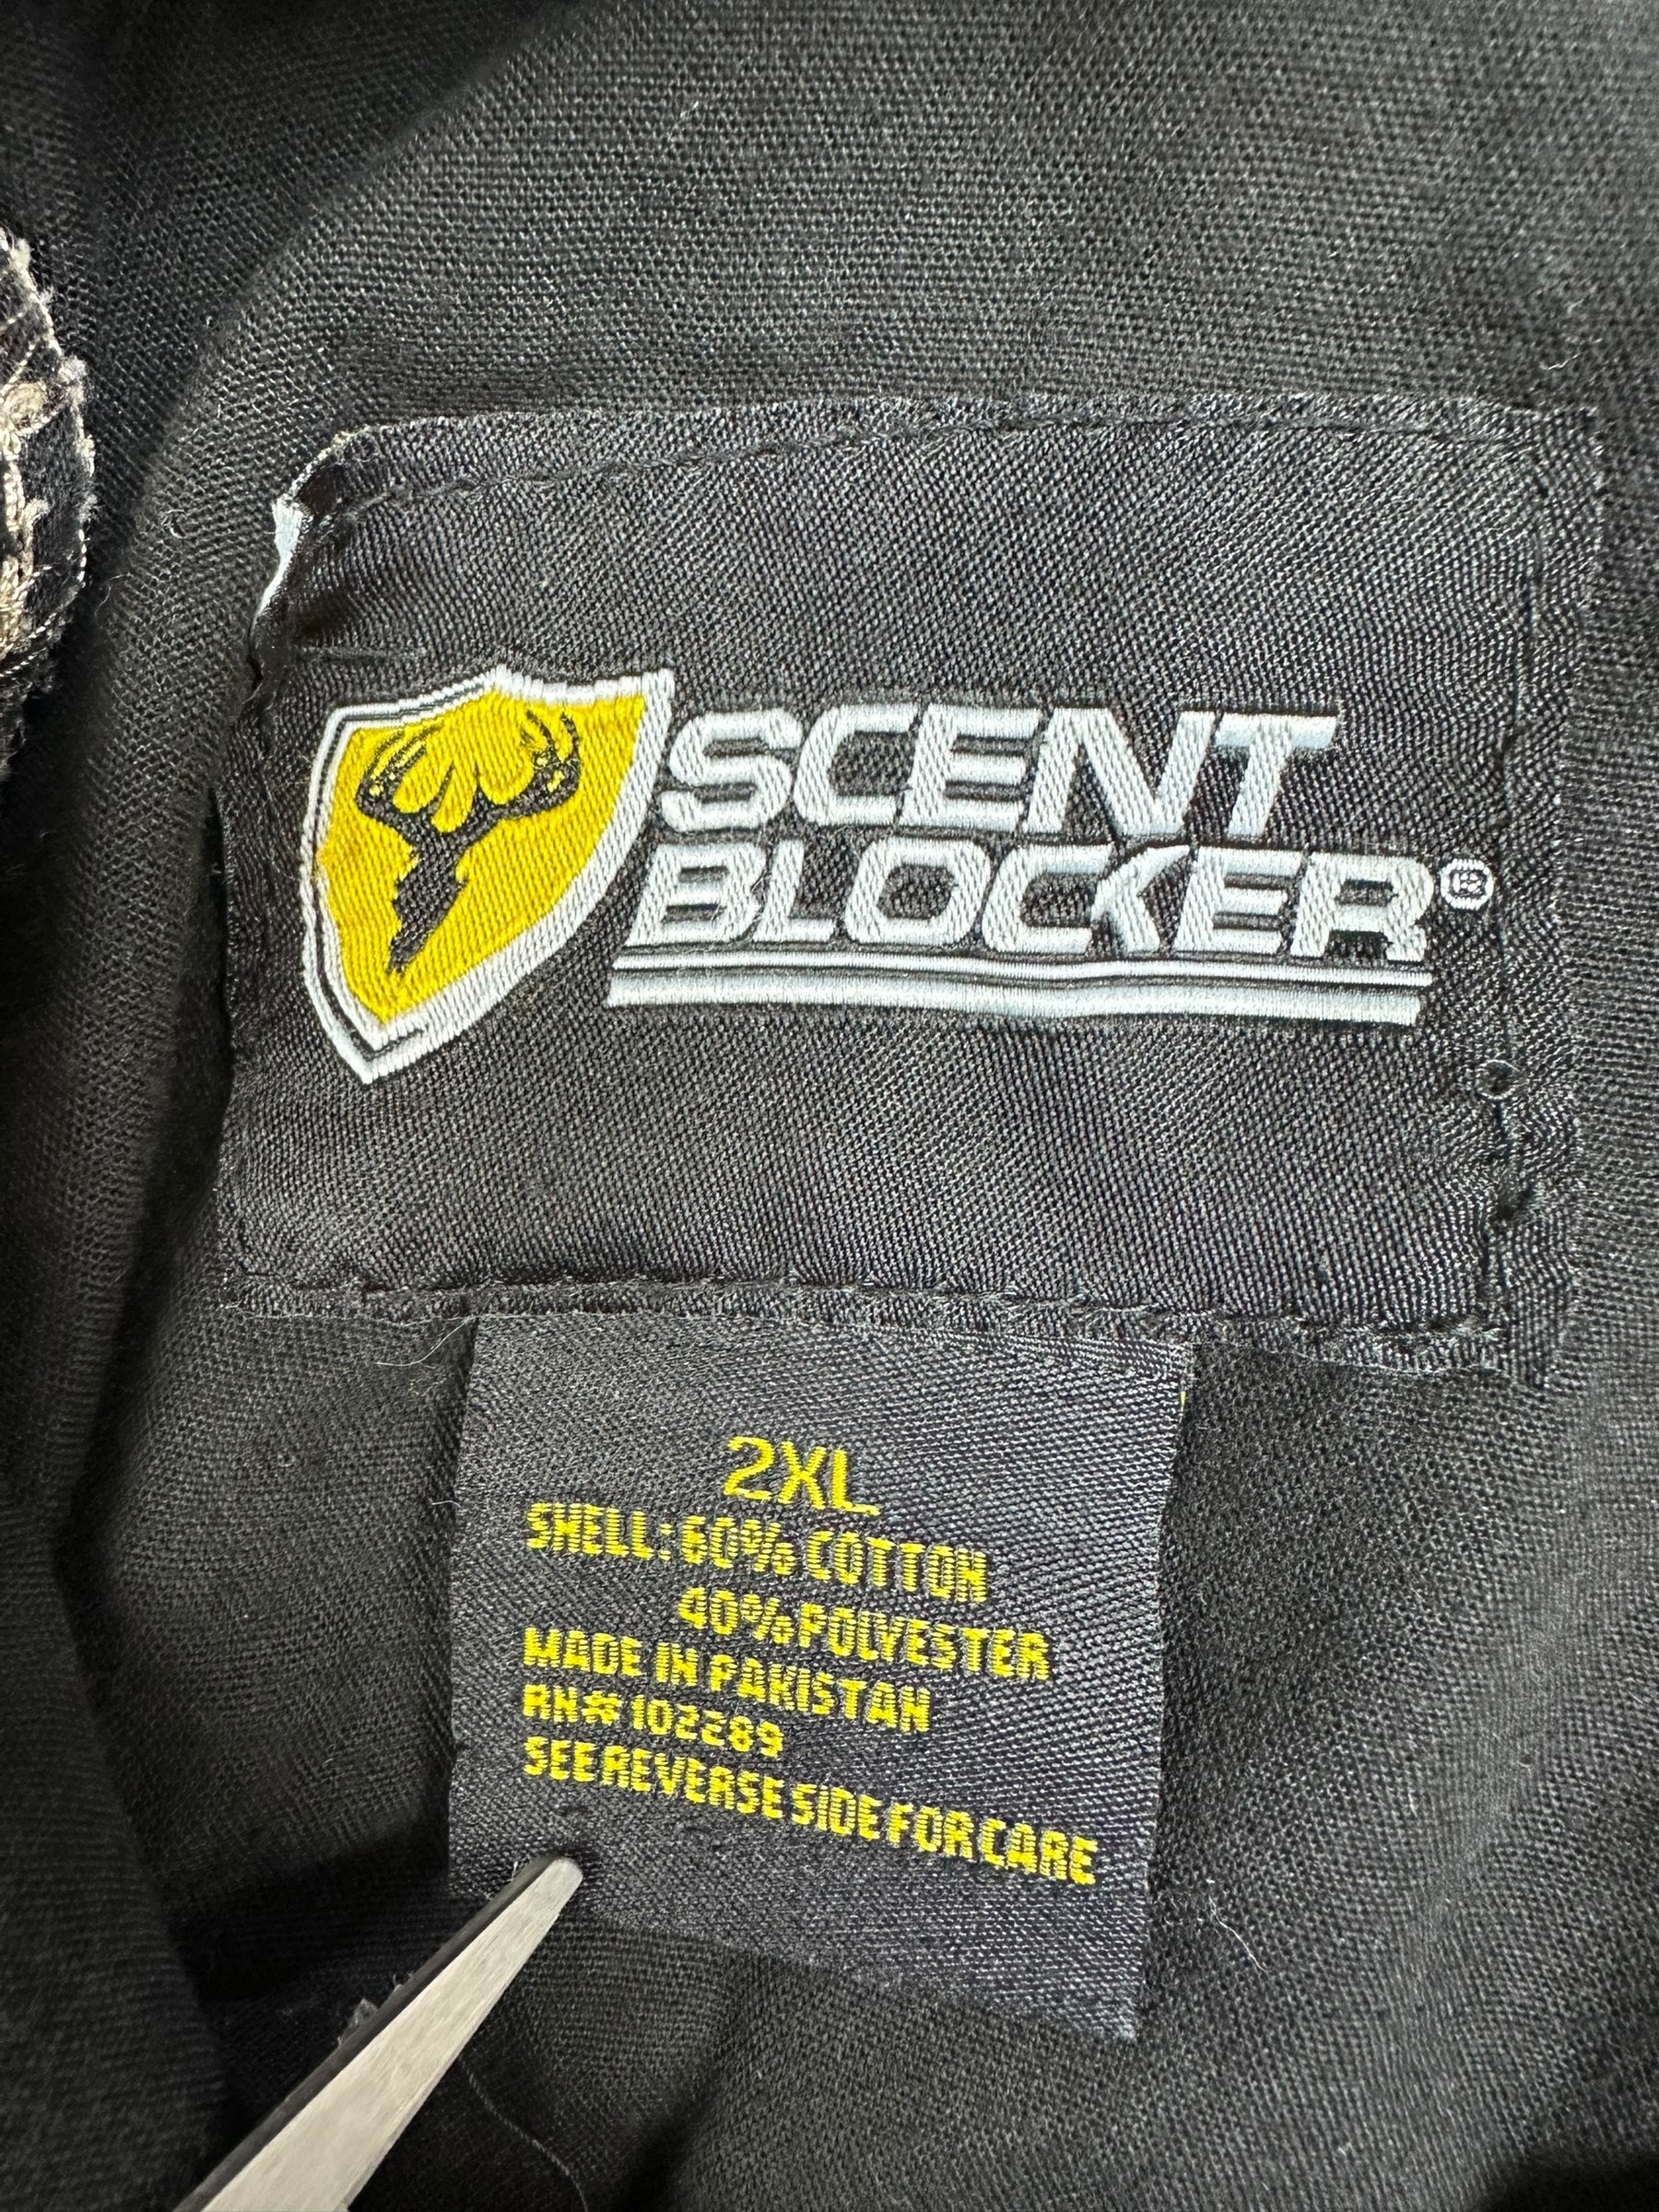 SCENT
BLOCKER®
2XL
SHELL: 60% COTTON
40% POLYESTER
MADE IN PAKISTAN
RN# 102289
SEE REVERSE SIDE FOR CARE